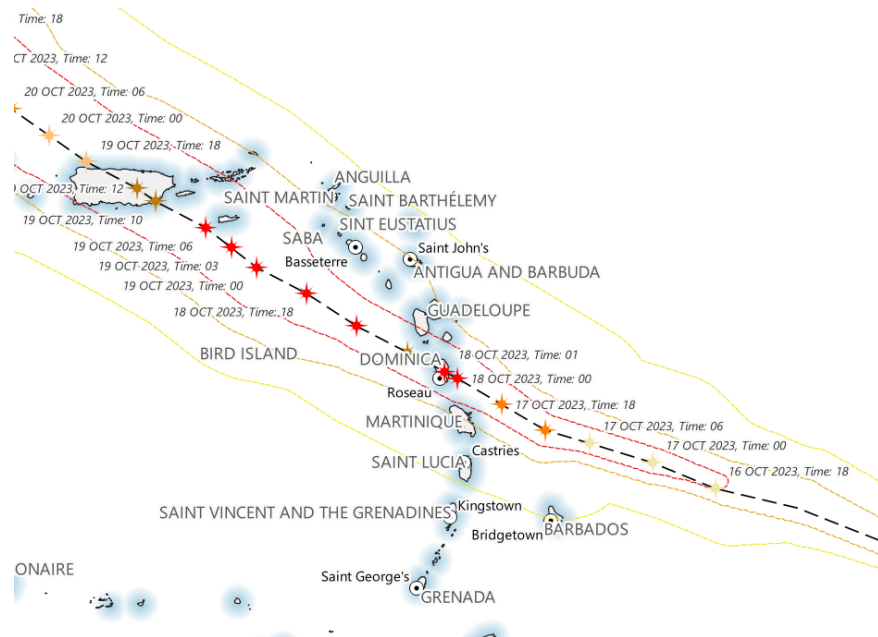 Time: 18
OCT 2023, Time: 12
20 OCT 2023, Time: 06
20 OCT 2023, Time: 00
19 OCT 2023, Time: 18
OCT 2023, Time: 12
19 OCT 2023, Time: 10
19 OCT 2023, Time: 06
19 OCT 2023, Time: 03
19 OCT 2023, Time: 00
18 OCT 2023, Time: 18
ANGUILLA
SAINT MARTIN
SAINT BARTHÉLEMY
SINT EUSTATIUS
SABA
Basseterre
Saint John's
ANTIGUA AND BARBUDA
GUADELOUPE
BIRD ISLAND
DOMINICA
18 OCT 2023, Time: 01
18 OCT 2023, Time: 00
Roseau
17 OCT 2023, Time: 18
MARTINIQUE
17 OCT 2023, Time: 06
17 OCT 2023, Time: 00
16 OCT 2023, Time: 18
Castries
SAINT LUCIA
Kingstown
SAINT VINCENT AND THE GRENADINES
Bridgetown
BARBADOS
ONAIRE
Saint George's
GRENADA